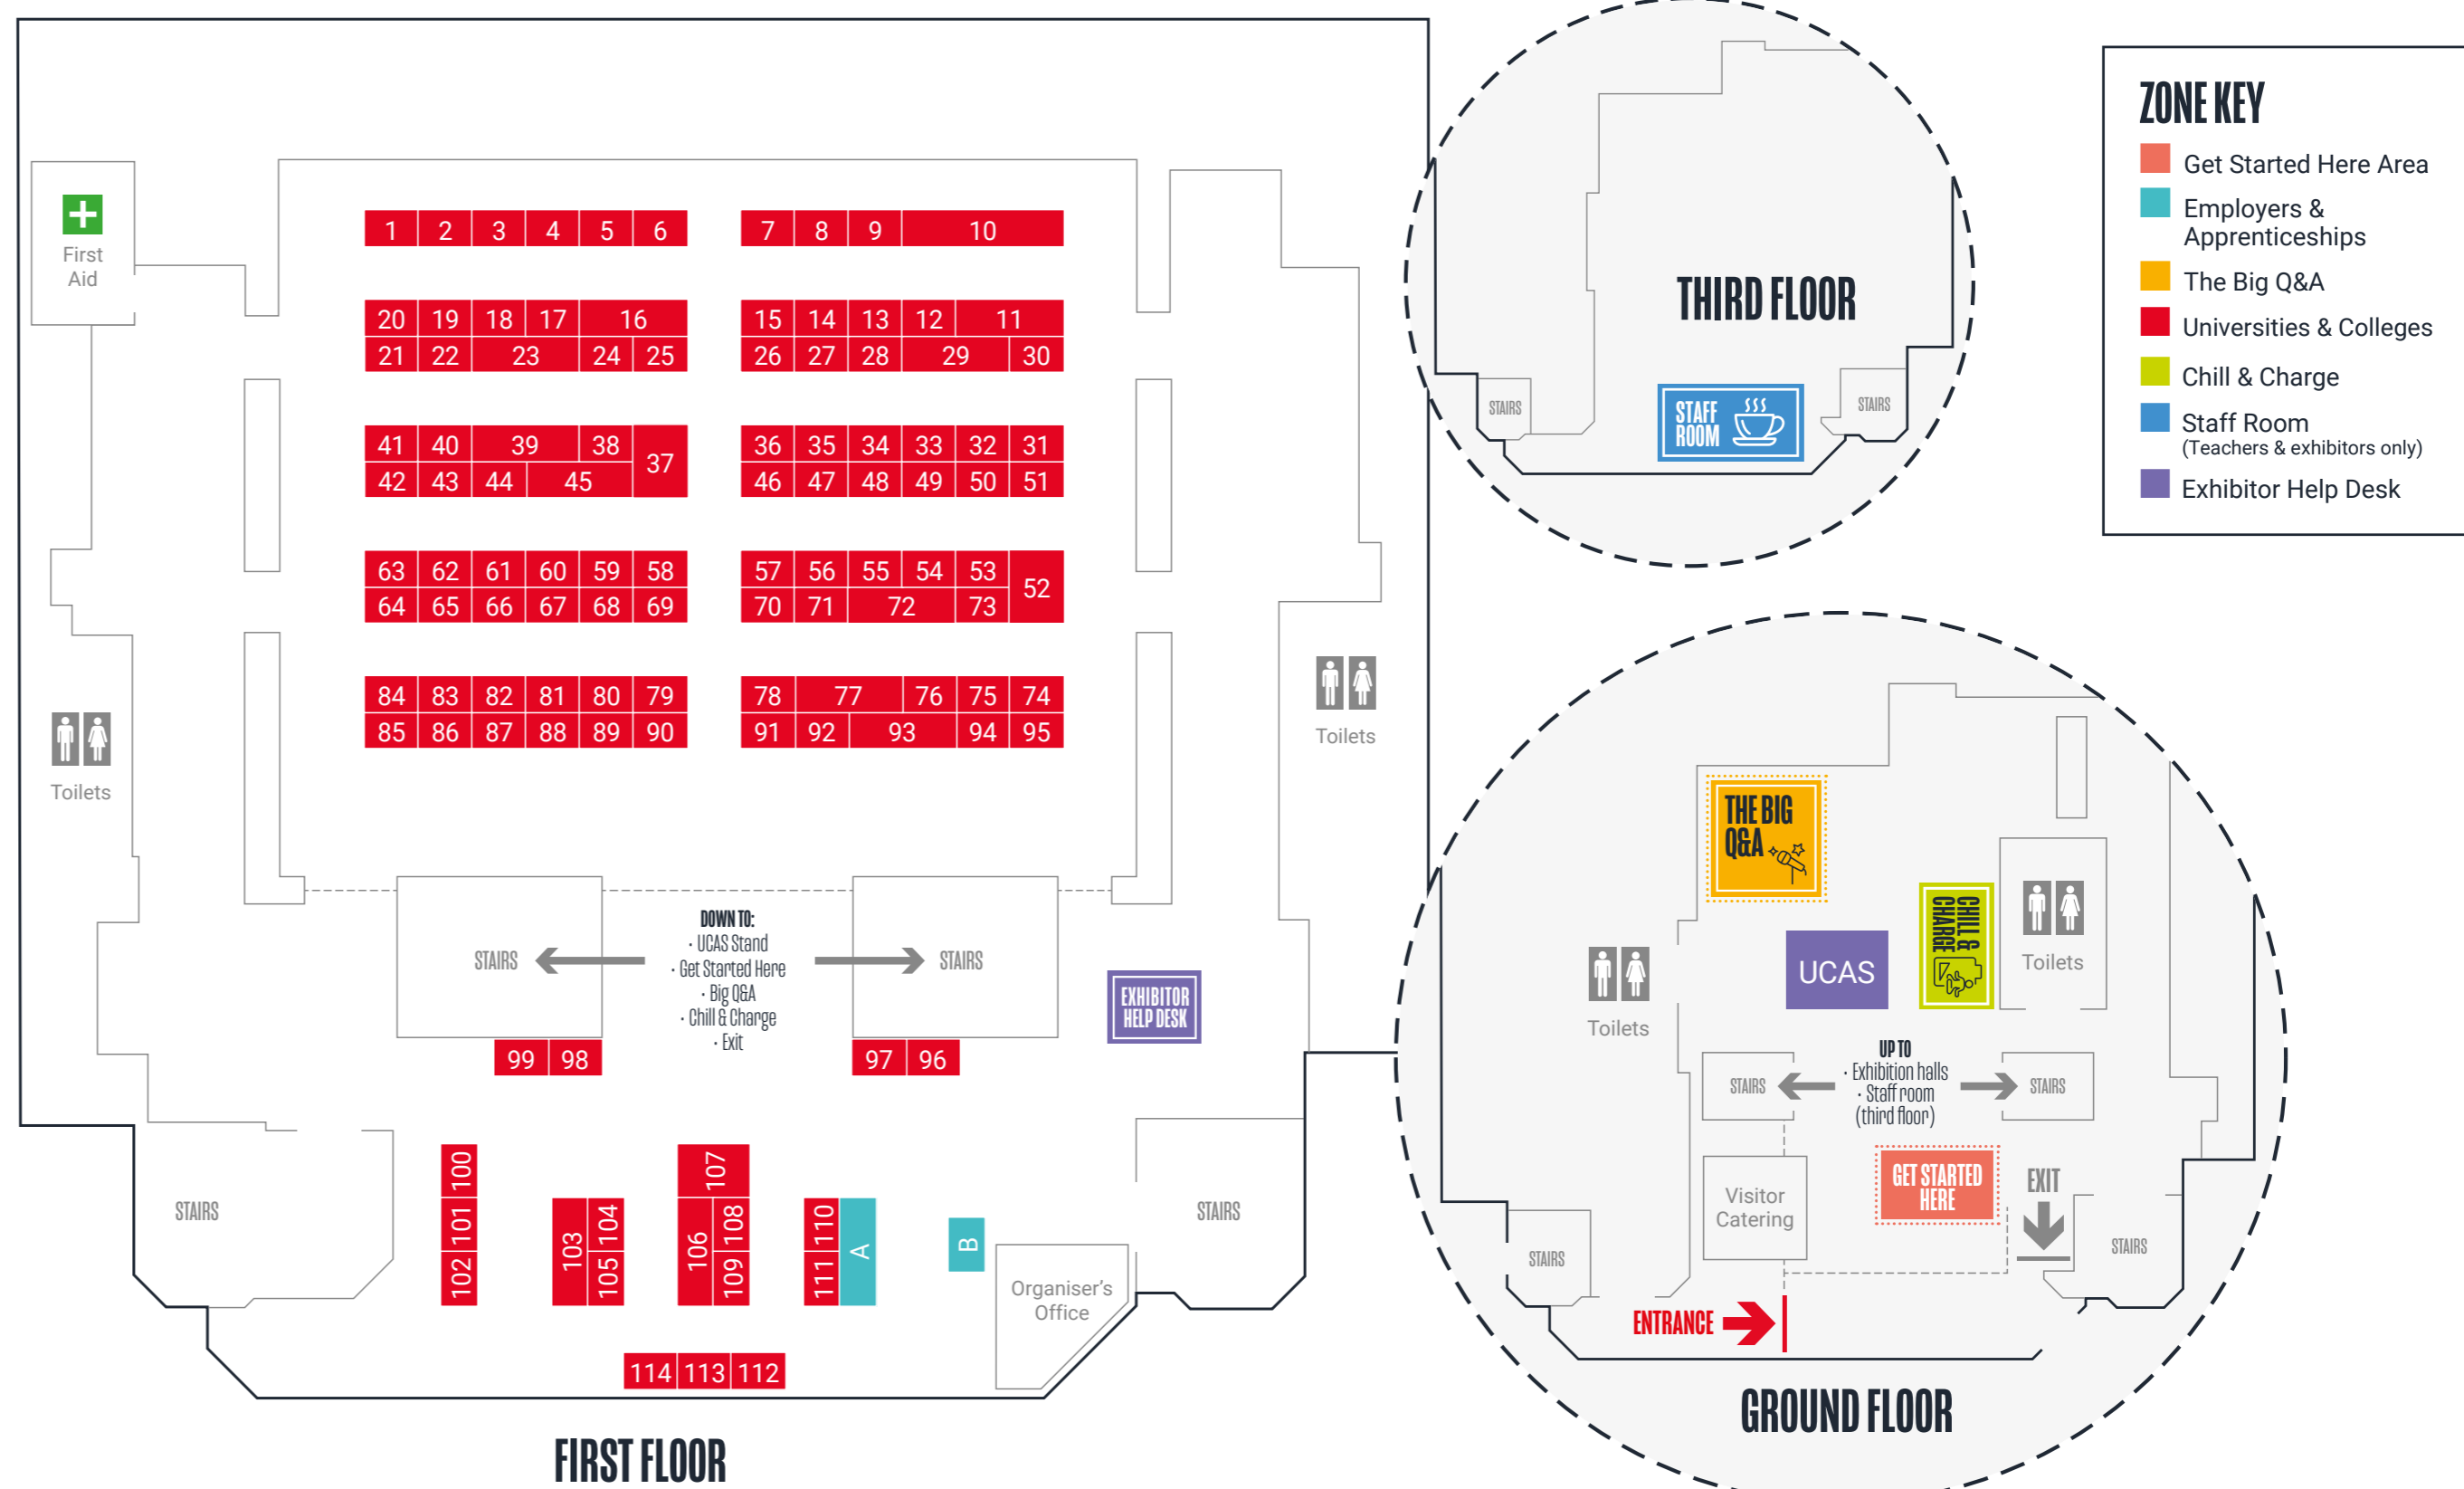 First
Aid
1 2 3 4 5 6 7 8 9 10
20 19 18 17 16 15 14 13 12 11
21 22 23 24 25 26 27 28 29 30
41 40 39 38 37 36 35 34 33 32 31
42 43 44 45 46 47 48 49 50 51
63 62 61 60 59 58 57 56 55 54 53 52
64 65 66 67 68 69 70 71 72 73
84 83 82 81 80 79 78 77 76 75 74
85 86 87 88 89 90 91 92 93 94 95
Toilets
Toilets
STAIRS
DOWN TO:
· UCAS Stand
· Get Started Here
· Big Q&A
· Chill & Charge
· Exit
STAIRS
EXHIBITOR
HELP DESK
99 98 97 96
STAIRS
100
101
102
103
104
105
107
106
108
109
110
111
A
B
STAIRS
Organiser's
Office
114 113 112
FIRST FLOOR
THIRD FLOOR
STAIRS
STAFF
ROOM
STAIRS
ZONE KEY
Get Started Here Area
Employers &
Apprenticeships
The Big Q&A
Universities & Colleges
Chill & Charge
Staff Room
(Teachers & exhibitors only)
Exhibitor Help Desk
THE BIG
Q&A
CHILL &
CHARGE
UCAS
Toilets
Toilets
STAIRS
UP TO
· Exhibition halls
· Staff room
(third floor)
STAIRS
Visitor
Catering
GET STARTED
HERE
EXIT
STAIRS
STAIRS
ENTRANCE
GROUND FLOOR